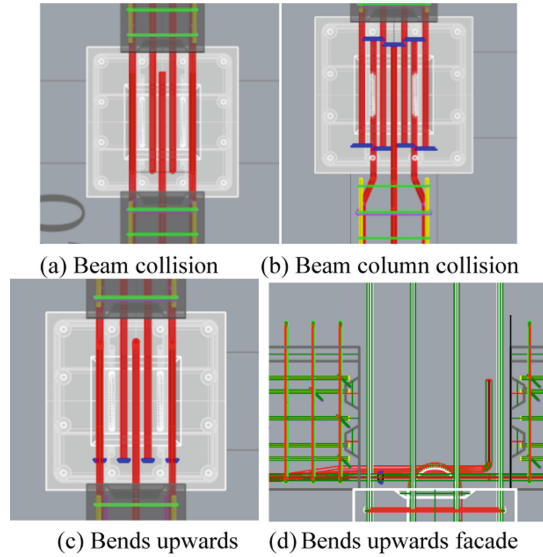 (a) Beam collision
(b) Beam column collision
(c) Bends upwards
(d) Bends upwards facade